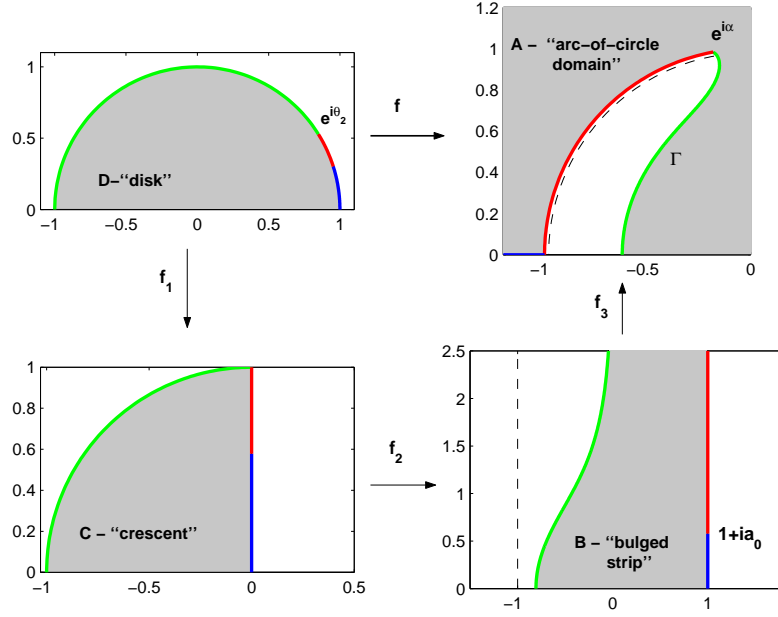 1
0.5
0
−1
−0.5
0
0.5
1
D−“disk”
e^{iθ_2}
f
1.2
1
0.8
0.6
0.4
0.2
0
−1
−0.5
0
A − “arc−of−circle
domain”
e^{iα}
Γ
f_1
f_3
1
0.8
0.6
0.4
0.2
0
−1
−0.5
0
0.5
C − “crescent”
f_2
2.5
2
1.5
1
0.5
0
−1
0
1
B − “bulged
strip”
1+ia_0